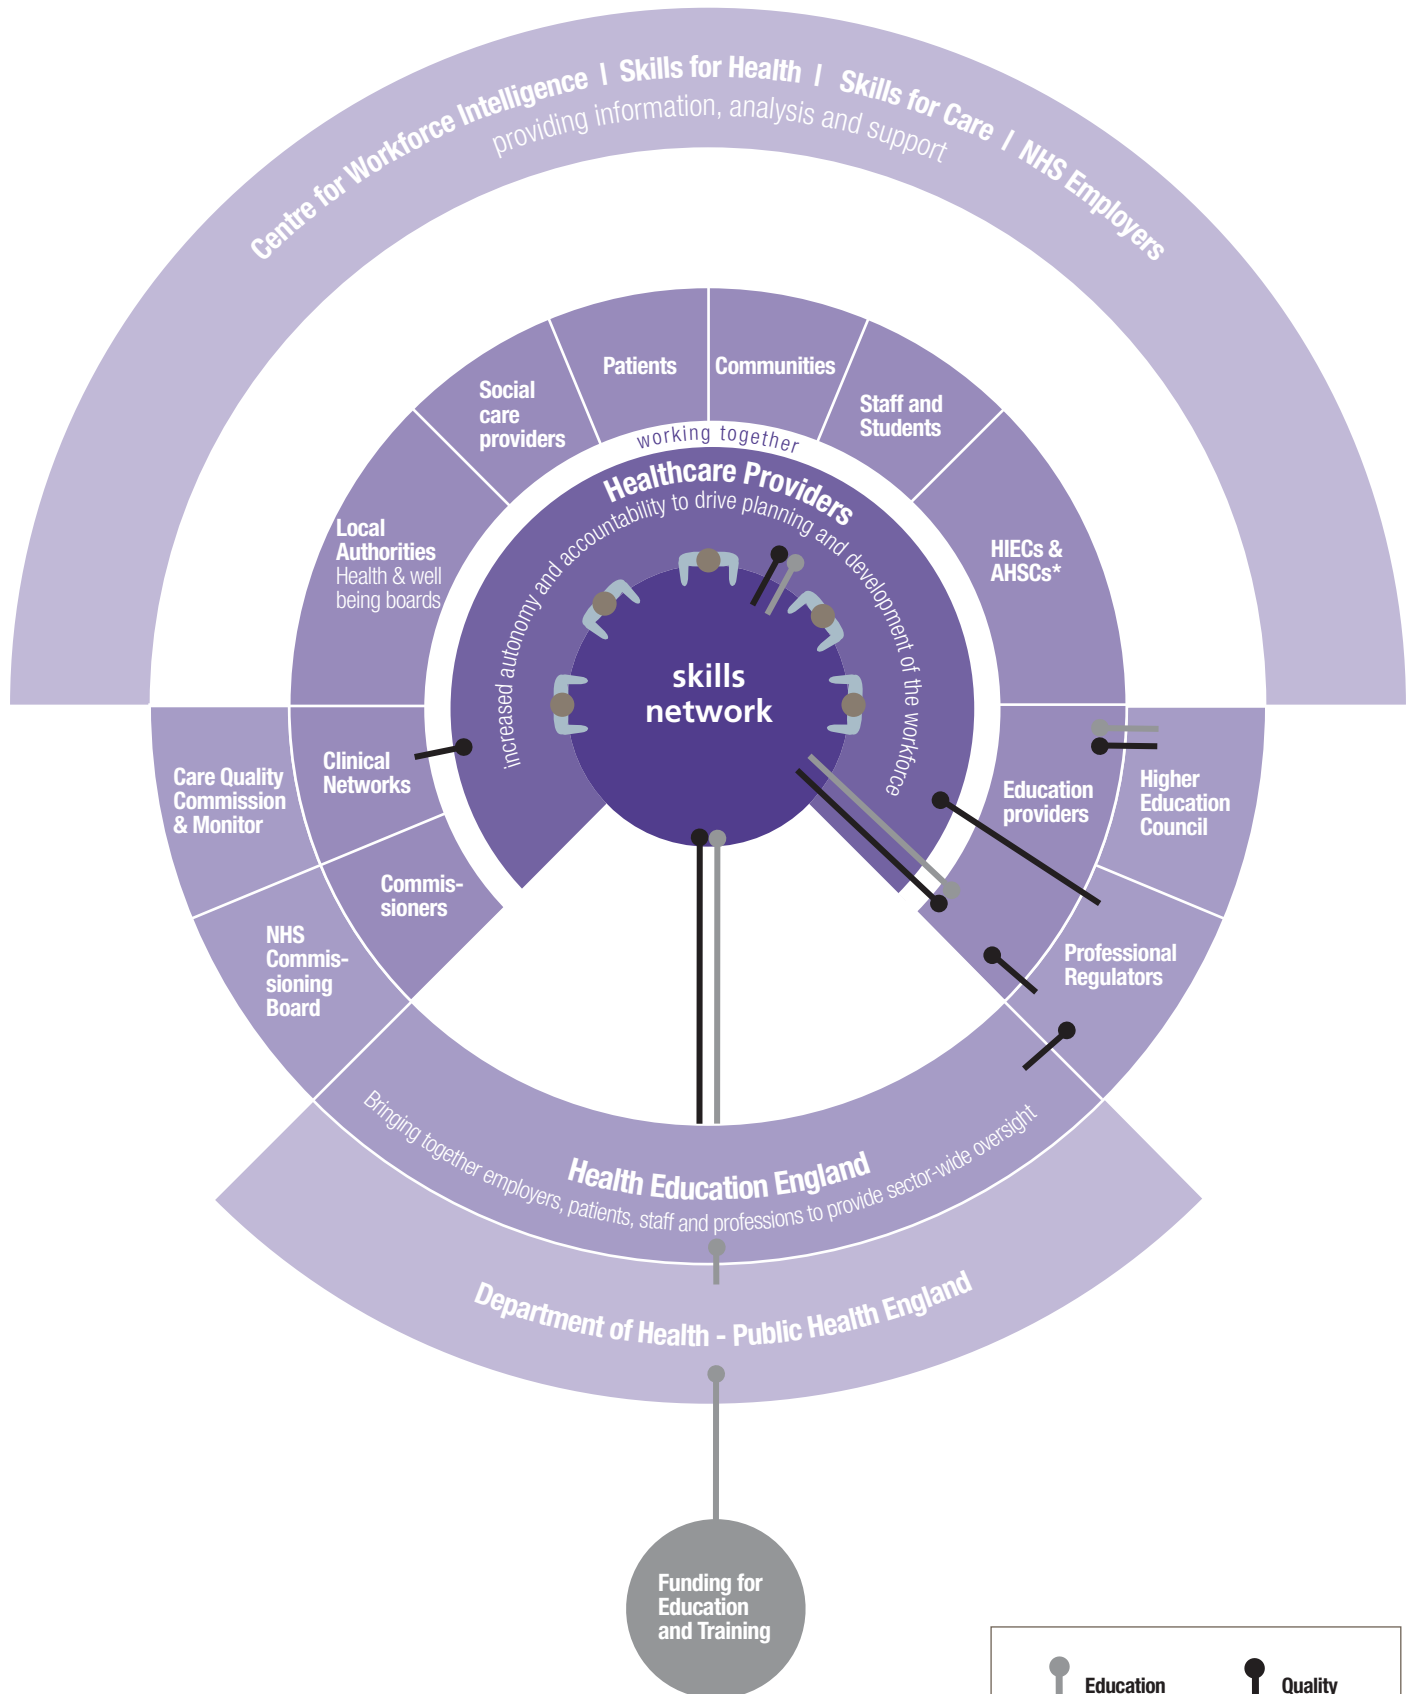 Centre for Workforce Intelligence | Skills for Health | Skills for Care | NHS Employers
providing information, analysis and support
Patients
Communities
Social
care
providers
Staff and
Students
working together
Healthcare Providers
increased autonomy and accountability to drive planning and development of the workforce
Local
Authorities
Health & well
being boards
HIECs &
AHSCs*
skills
network
Care Quality
Commission
& Monitor
Clinical
Networks
Education
providers
Higher
Education
Council
Commis-
sioners
NHS
Commis-
sioning
Board
Professional
Regulators
Health Education England
Bringing together employers, patients, staff and professions to provide sector-wide oversight
Department of Health - Public Health England
Funding for
Education
and Training
Education
Quality